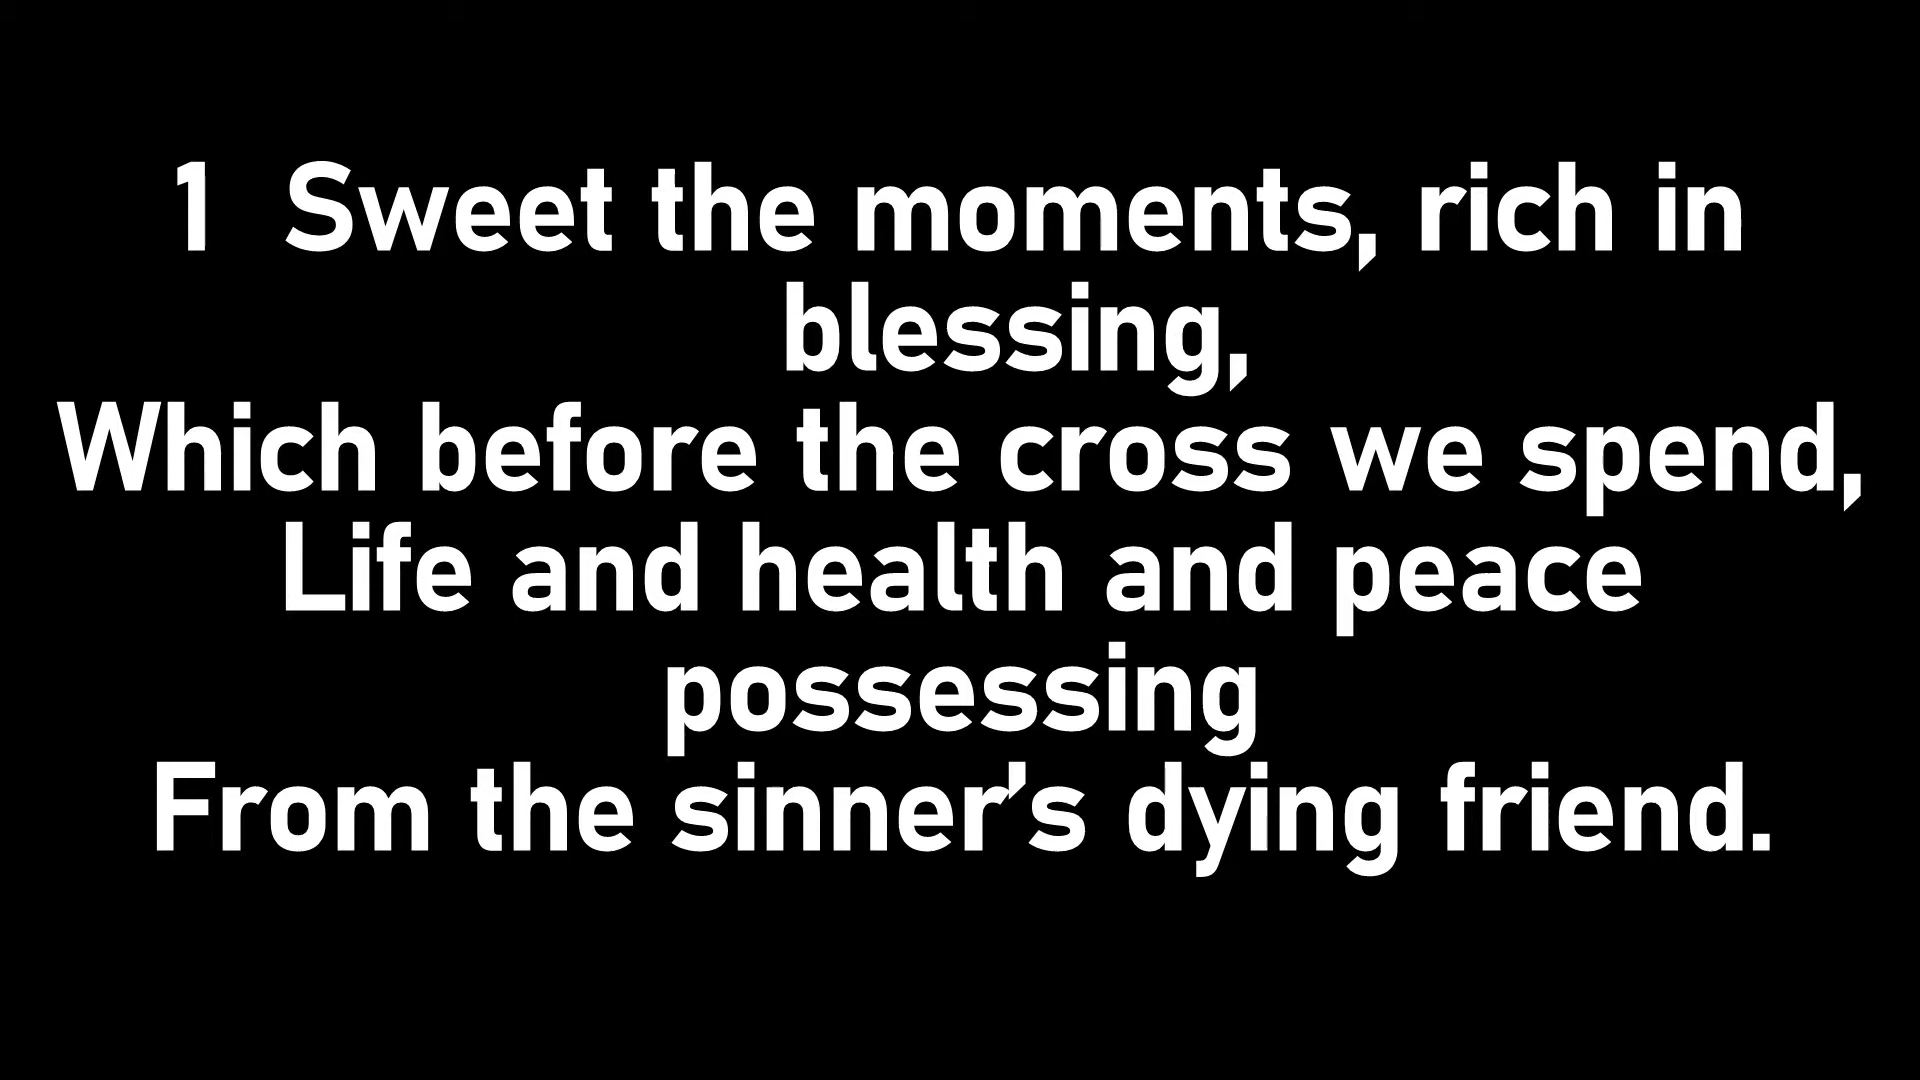 1  Sweet the moments, rich in
blessing,
Which before the cross we spend,
Life and health and peace
possessing
From the sinner’s dying friend.